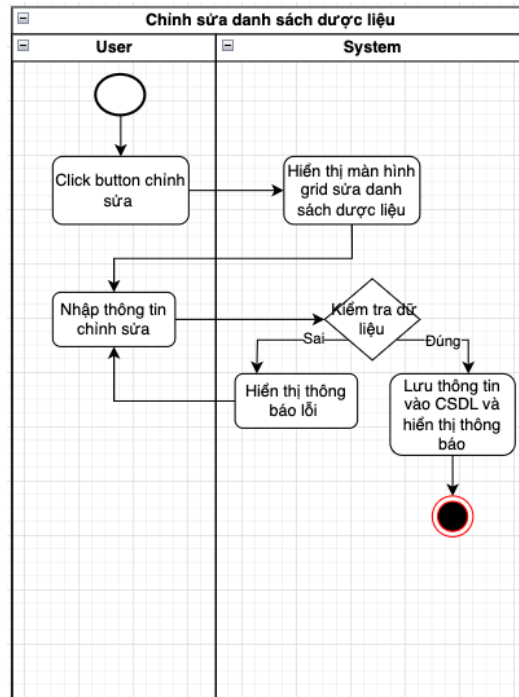 Chỉnh sửa danh sách dược liệu
User
System
Click button chỉnh
sửa
Hiển thị màn hình
grid sửa danh
sách dược liệu
Nhập thông tin
chỉnh sửa
Kiểm tra dữ
liệu
Sai
Đúng
Hiển thị thông
báo lỗi
Lưu thông tin
vào CSDL và
hiển thị thông
báo